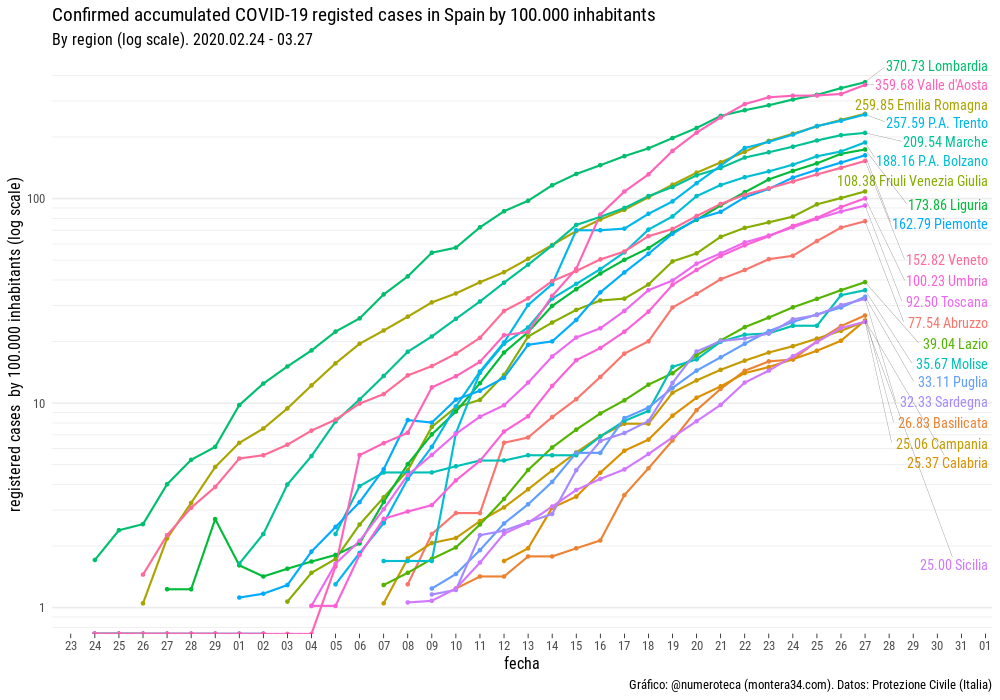 Confirmed accumulated COVID-19 registed cases in Spain by 100.000 inhabitants
By region (log scale). 2020.02.24 - 03.27
registered cases by 100.000 inhabitants (log scale)
100
10
1
370.73 Lombardia
359.68 Valle d'Aosta
259.85 Emilia Romagna
257.59 P.A. Trento
209.54 Marche
188.16 P.A. Bolzano
108.38 Friuli Venezia Giulia
173.86 Liguria
162.79 Piemonte
152.82 Veneto
100.23 Umbria
92.50 Toscana
77.54 Abruzzo
39.04 Lazio
35.67 Molise
33.11 Puglia
32.33 Sardegna
26.83 Basilicata
25.06 Campania
25.37 Calabria
25.00 Sicilia
23 24 25 26 27 28 29 01 02 03 04 05 06 07 08 09 10 11 12 13 14 15 16 17 18 19 20 21 22 23 24 25 26 27 28 29 30 31 01
fecha
Gráfico: @numeroteca (montera34.com). Datos: Protezione Civile (Italia)